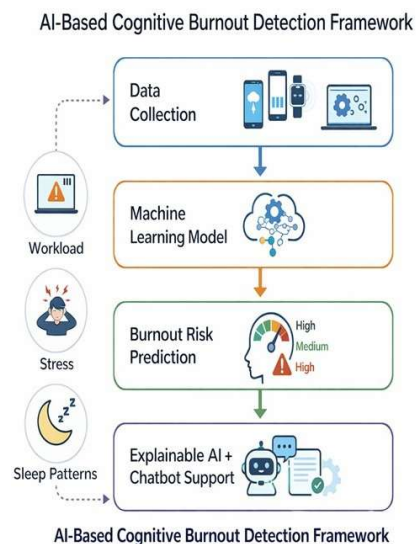 AI-Based Cognitive Burnout Detection Framework
Data
Collection
Workload
Machine
Learning Model
Stress
Burnout Risk
Prediction
High
Medium
High
Sleep Patterns
z z z
Explainable AI +
Chatbot Support
AI-Based Cognitive Burnout Detection Framework